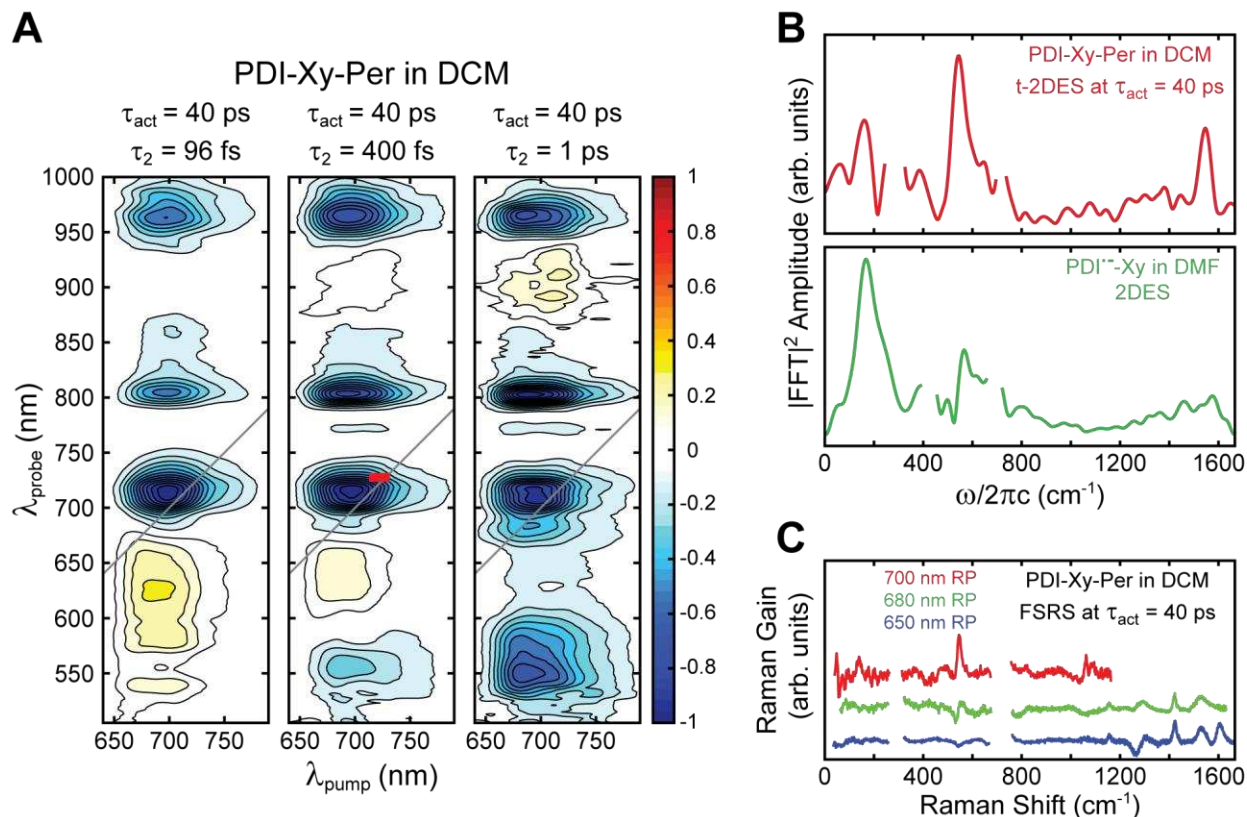 A
PDI-Xy-Per in DCM
τact = 40 ps τact = 40 ps τact = 40 ps
τ2 = 96 fs τ2 = 400 fs τ2 = 1 ps
1000
950
900
850
800
750
700
650
600
550
λprobe (nm)
650 700 750 650 700 750 650 700 750
λpump (nm)
1
0.8
0.6
0.4
0.2
0
-0.2
-0.4
-0.6
-0.8
-1
B
PDI-Xy-Per in DCM
t-2DES at τact = 40 ps
PDI•−-Xy in DMF
2DES
|FFT|² Amplitude (arb. units)
0 400 800 1200 1600
ω/2πc (cm⁻¹)
C
700 nm RP
680 nm RP
650 nm RP
PDI-Xy-Per in DCM
FSRS at τact = 40 ps
Raman Gain
(arb. units)
0 400 800 1200 1600
Raman Shift (cm⁻¹)